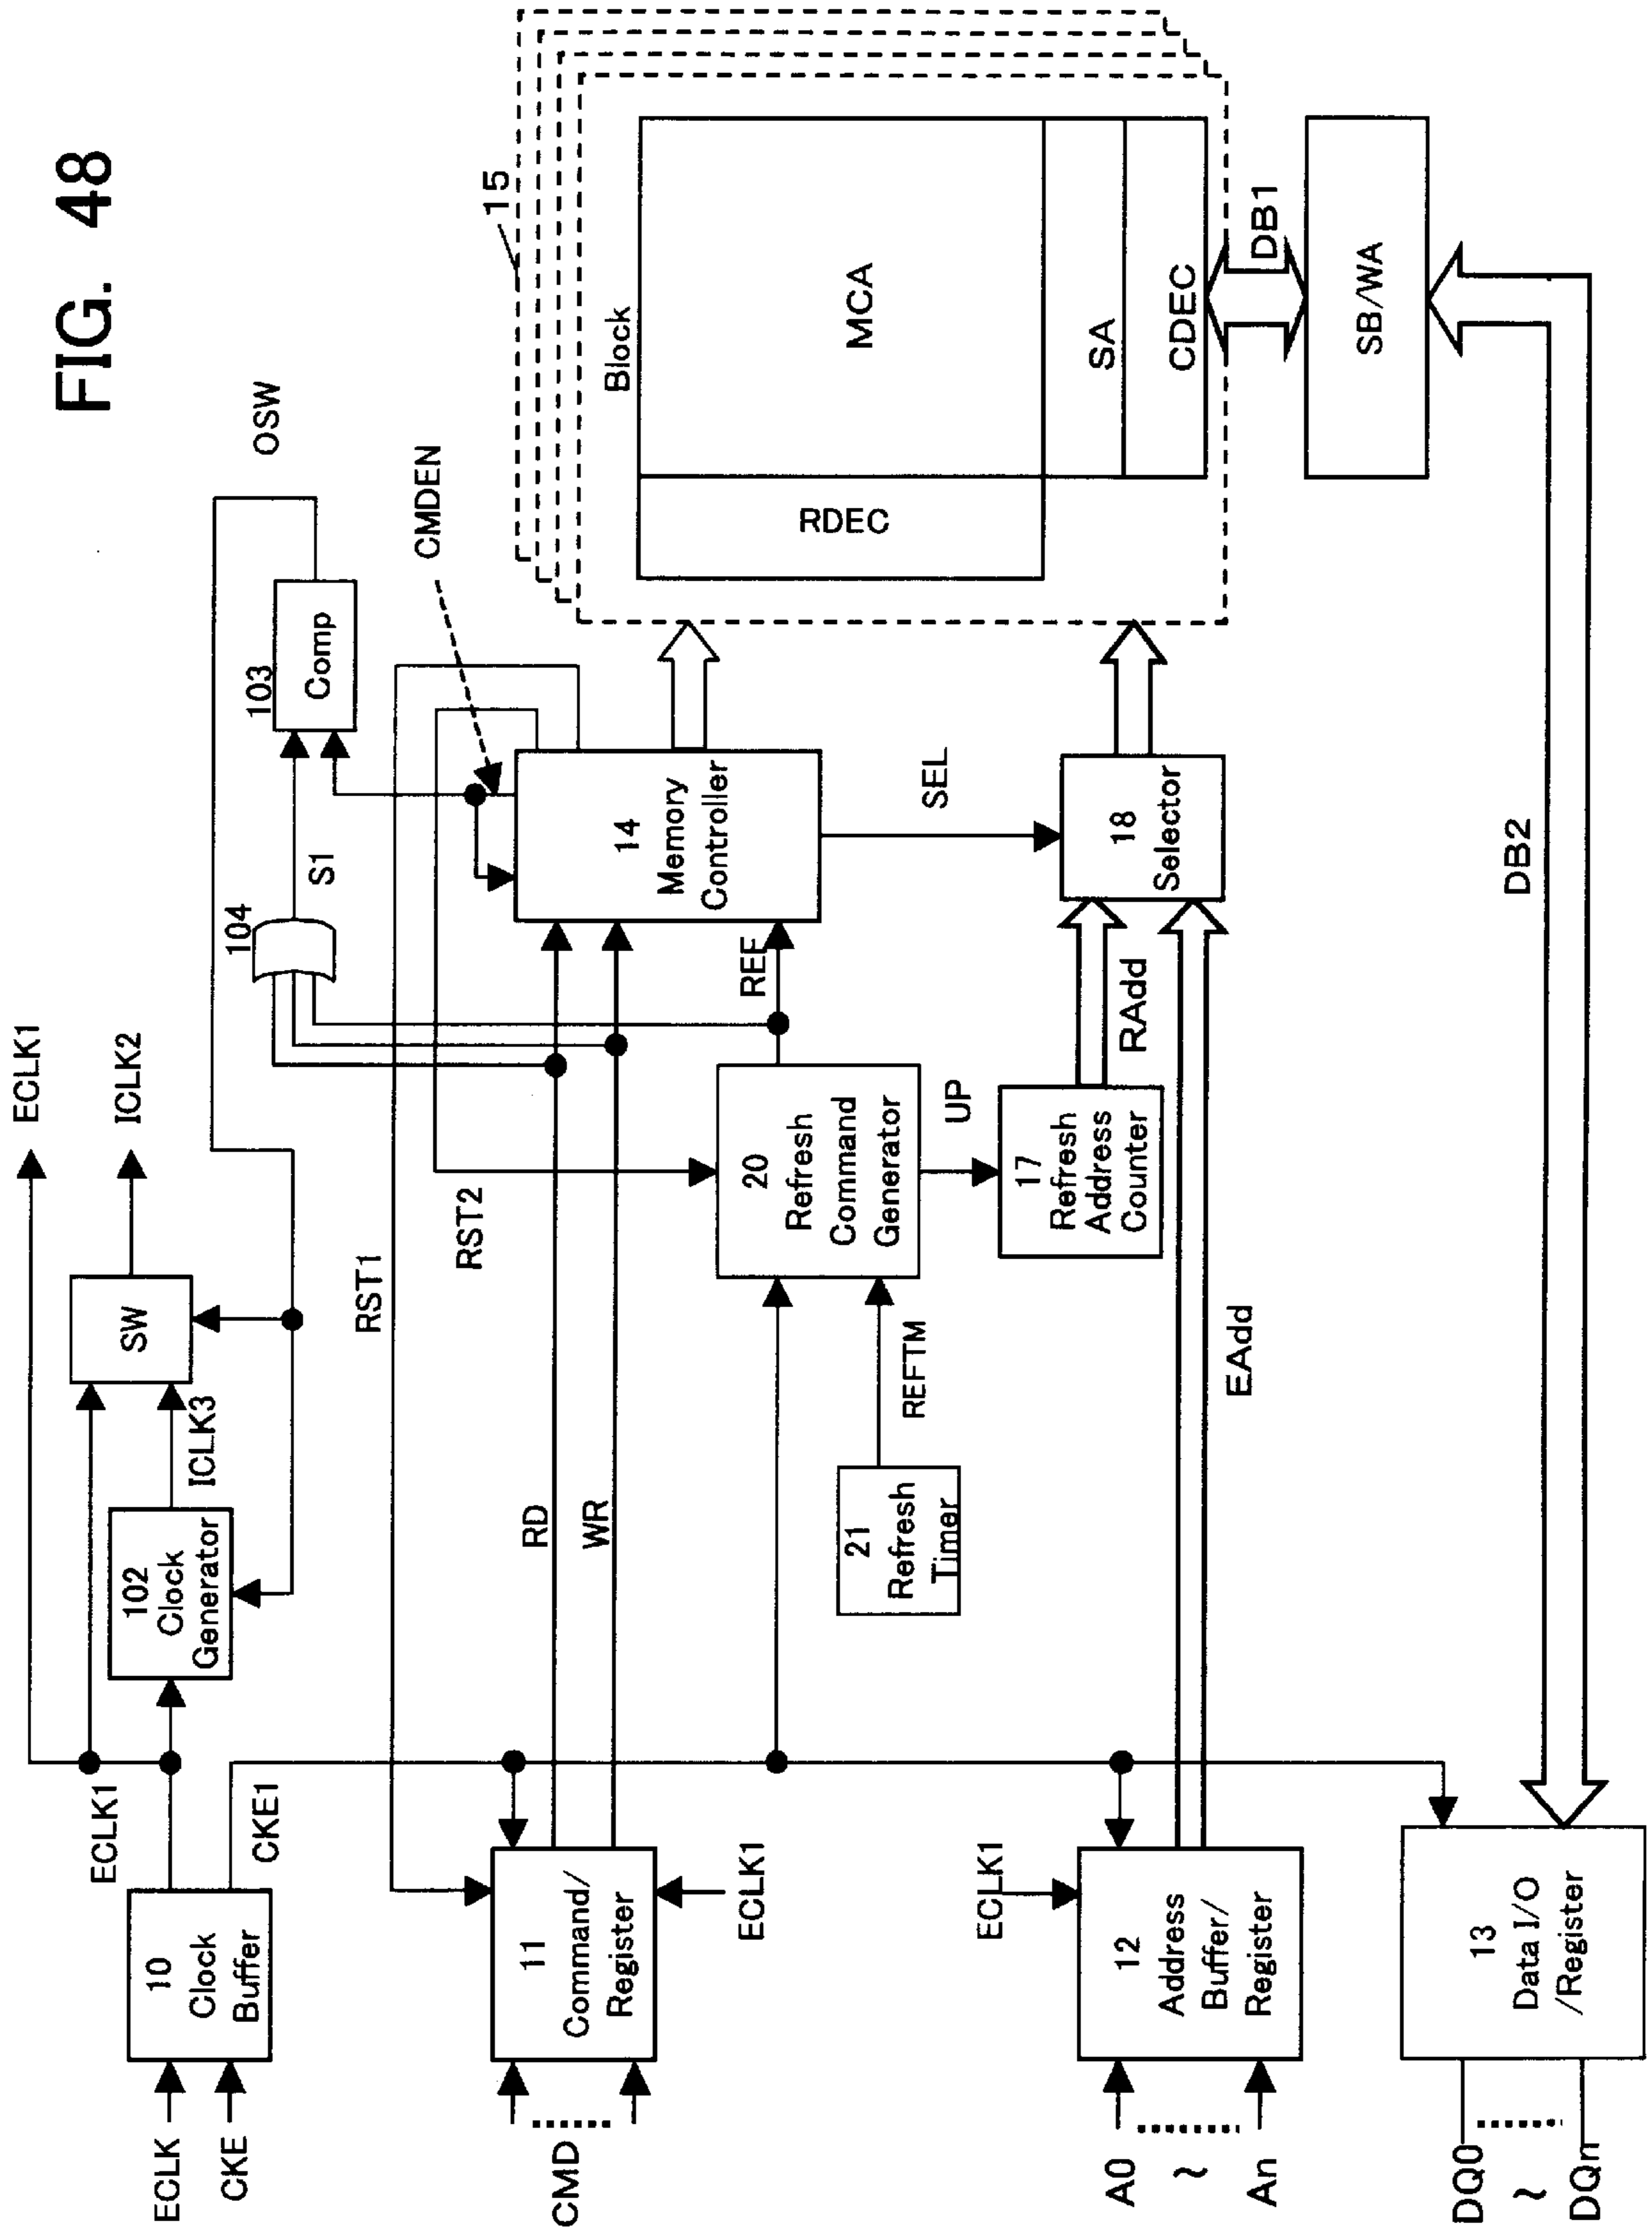 FIG. 48
ECLK1
ICLK2
OSW
SW
104
S1
103
Comp
CMDEN
15
ECLK
CKE
10
Clock
Buffer
ECLK1
CKE1
102
Clock
Generator
ICLK3
RST1
RST2
CMD
11
Command/
Register
ECLK1
RD
WR
REF
14
Memory
Controller
SEL
20
Refresh
Command
Generator
UP
21
Refresh
Timer
REFTM
17
Refresh
Address
Counter
RAdd
18
Selector
Block
RDEC
MCA
SA
CDEC
DB1
SB/WA
A0
~
An
12
Address
Buffer/
Register
ECLK1
EAdd
DQ0
~
DQn
13
Data I/O
/Register
DB2